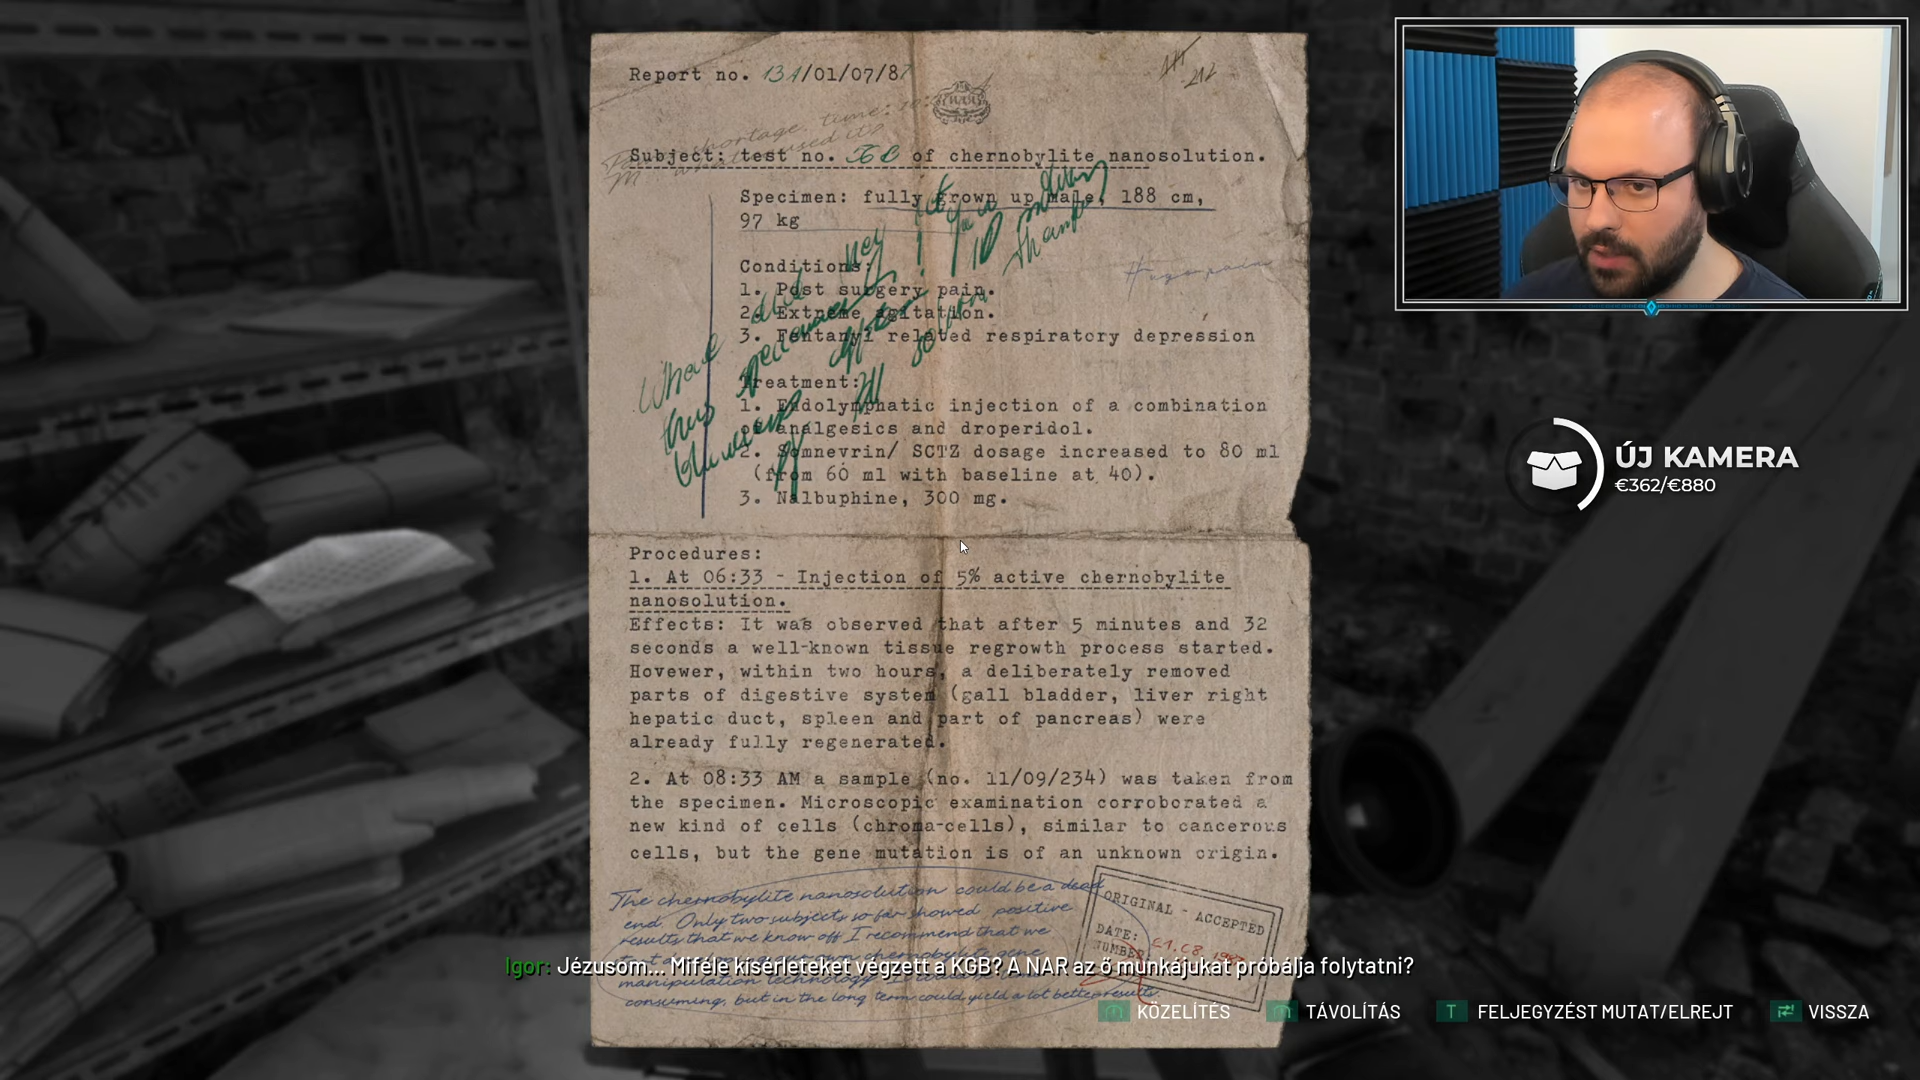 Report no. 134/01/07/87
Subject: test no. of chernobylite nanosolution.
Specimen: fully grown up male, 188 cm,
97 kg
Conditions:
1. Post surgery pain.
2. Extreme agitation.
3. Fentanyl related respiratory depression
Treatment:
1. Endolymphatic injection of a combination
of analgesics and droperidol.
2. Somnevrin/ SCTZ dosage increased to 80 ml
(from 60 ml with baseline at 40).
3. Nalbuphine, 300 mg.
Procedures:
1. At 06:33 - Injection of 5% active chernobylite
nanosolution.
Effects: It was observed that after 5 minutes and 32
seconds a well-known tissue regrowth process started.
Hovewer, within two hours, a deliberately removed
parts of digestive system (gall bladder, liver right
hepatic duct, spleen and part of pancreas) were
already fully regenerated.
2. At 08:33 AM a sample (no. 11/09/234) was taken from
the specimen. Microscopic examination corroborated a
new kind of cells (chroma-cells), similar to cancerous
cells, but the gene mutation is of an unknown origin.
The chernobylite nanosolution could be a dead
end. Only two subjects so far showed positive
results that we know off I recommend that we
manipulation technology
consuming, but in the long term could yield a lot better results
ORIGINAL - ACCEPTED
DATE:
NUMBER
Igor: Jézusom... Miféle kísérleteket végzett a KGB? A NAR az ő munkájukat próbálja folytatni?
KÖZELÍTÉS
TÁVOLÍTÁS
T FELJEGYZÉST MUTAT/ELREJT
VISSZA
ÚJ KAMERA
€362/€880